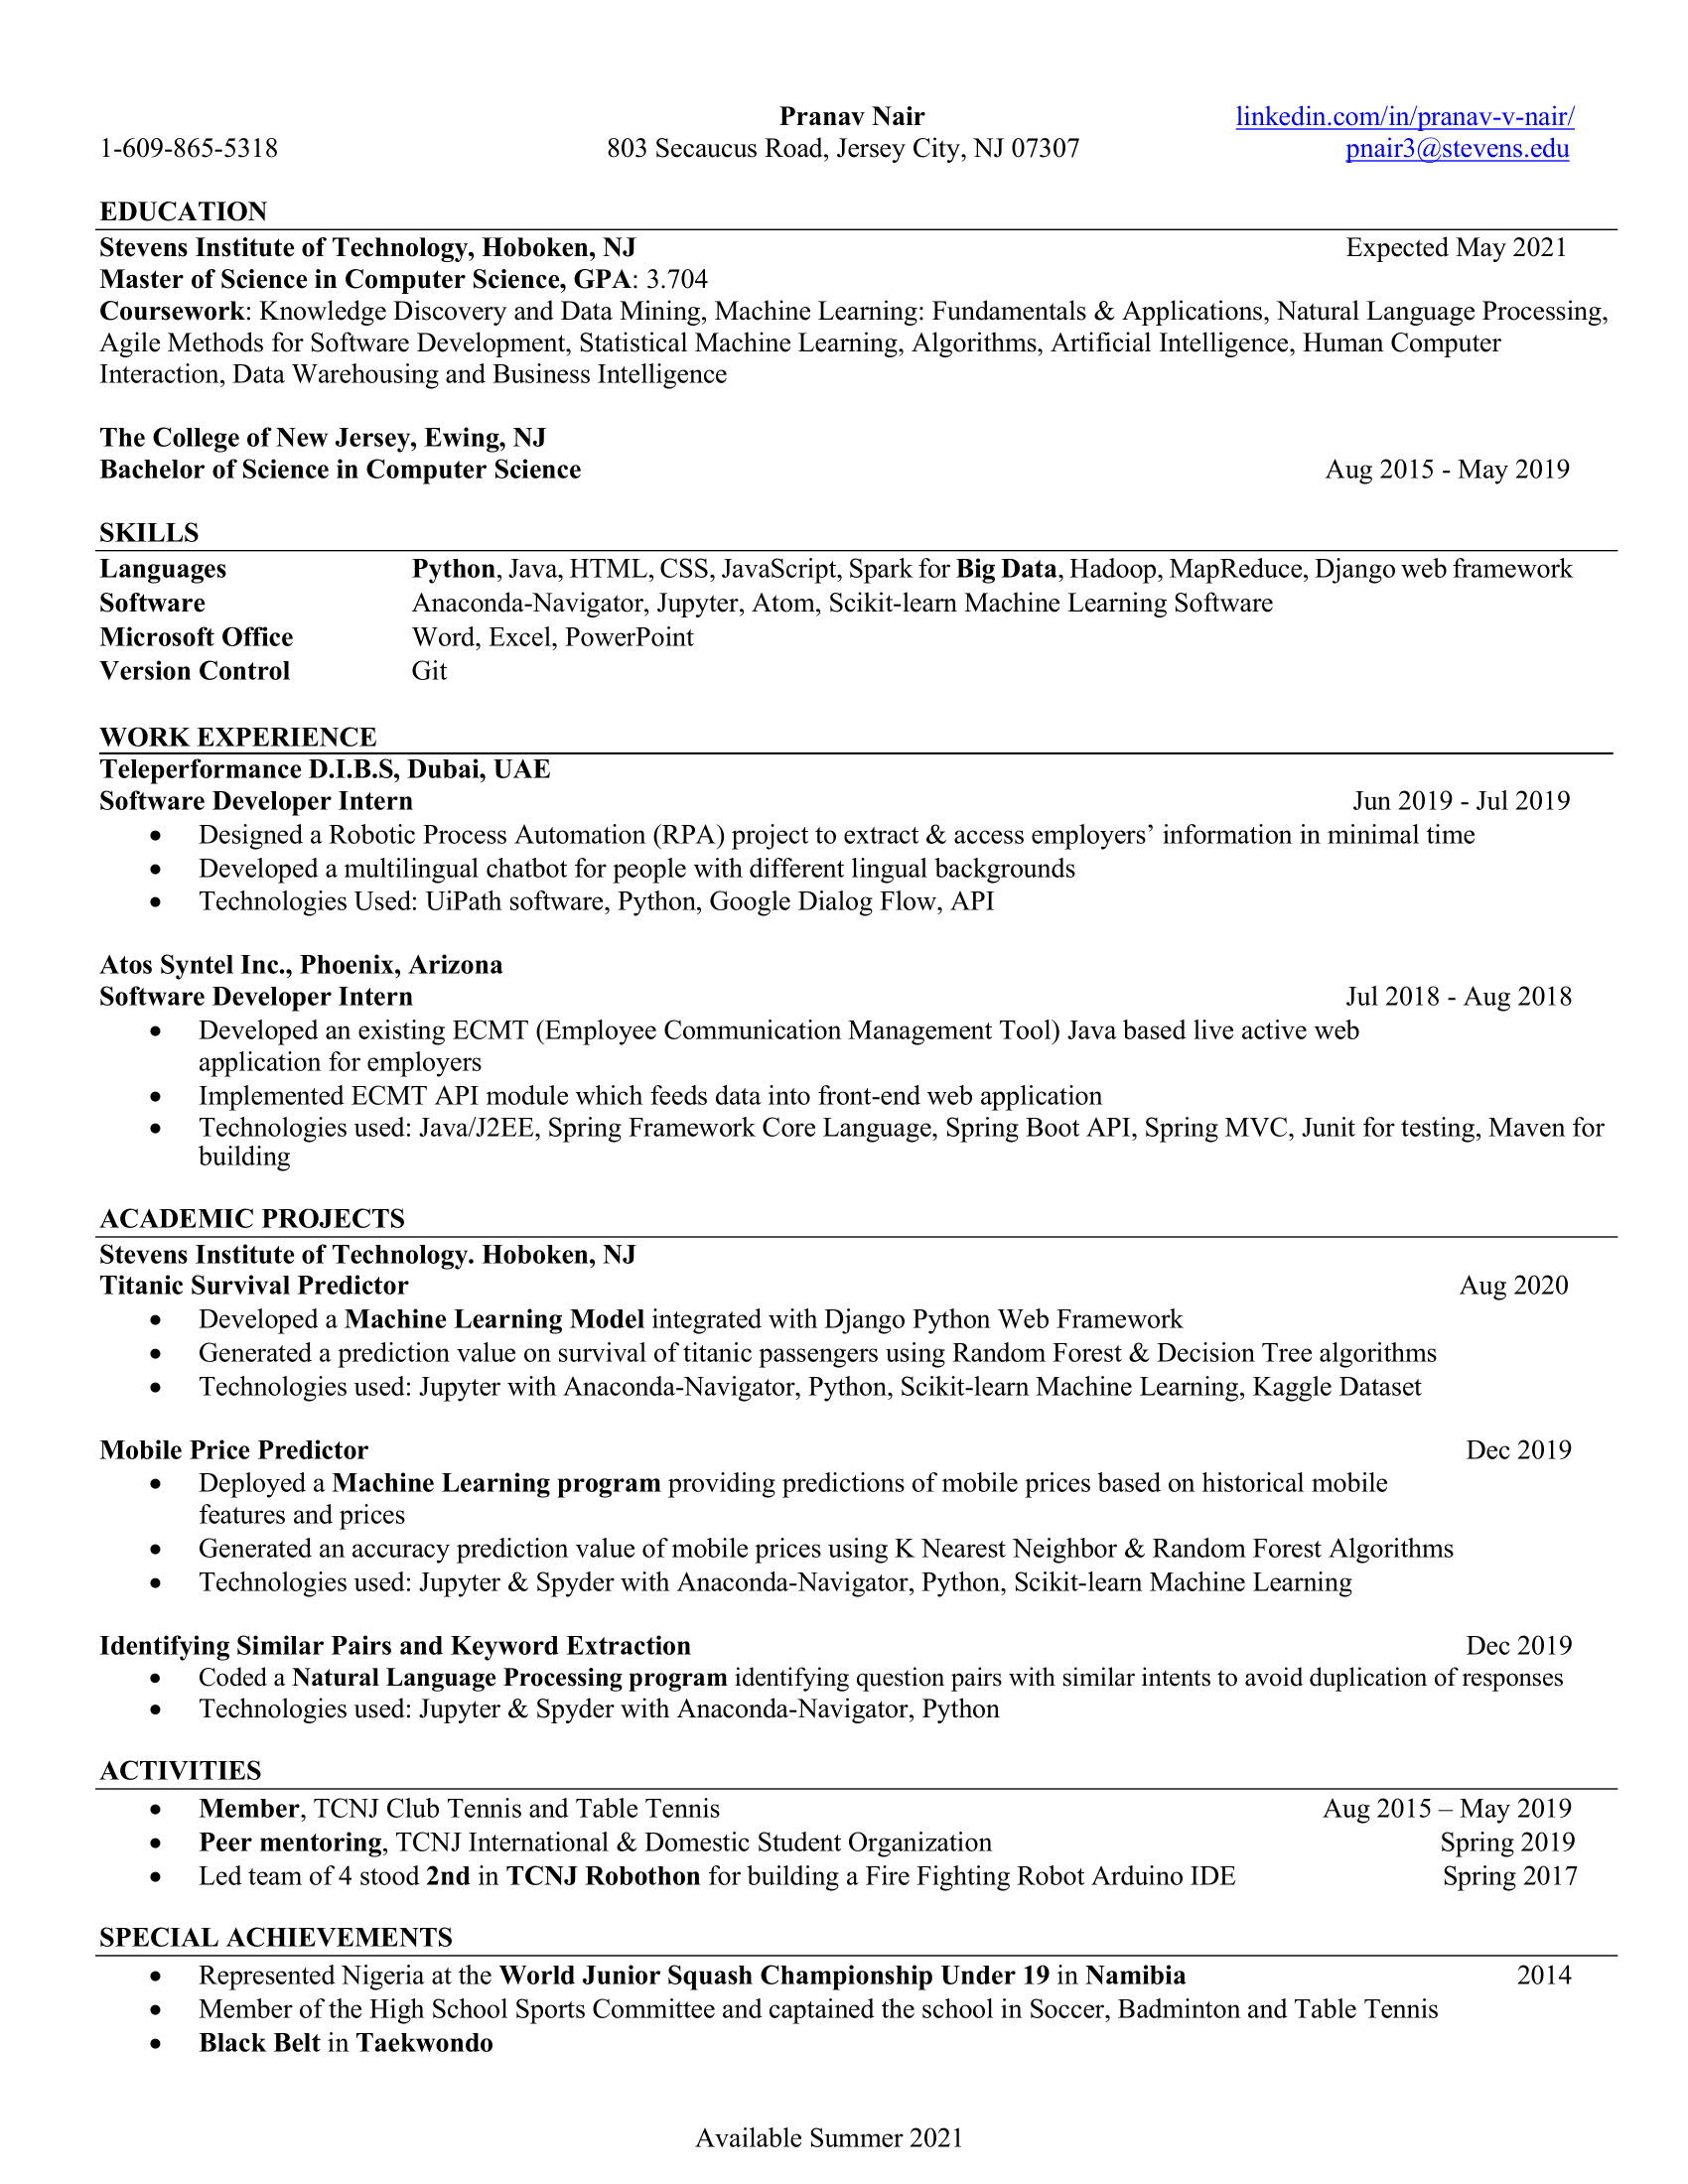 Pranav Nair linkedin.com/in/pranav-v-nair/
1-609-865-5318 803 Secaucus Road, Jersey City, NJ 07307 pnair3@stevens.edu
EDUCATION
Stevens Institute of Technology, Hoboken, NJ Expected May 2021
Master of Science in Computer Science, GPA: 3.704
Coursework: Knowledge Discovery and Data Mining, Machine Learning: Fundamentals & Applications, Natural Language Processing,
Agile Methods for Software Development, Statistical Machine Learning, Algorithms, Artificial Intelligence, Human Computer
Interaction, Data Warehousing and Business Intelligence
The College of New Jersey, Ewing, NJ
Bachelor of Science in Computer Science Aug 2015 - May 2019
SKILLS
Languages Python, Java, HTML, CSS, JavaScript, Spark for Big Data, Hadoop, MapReduce, Django web framework
Software Anaconda-Navigator, Jupyter, Atom, Scikit-learn Machine Learning Software
Microsoft Office Word, Excel, PowerPoint
Version Control Git
WORK EXPERIENCE
Teleperformance D.I.B.S, Dubai, UAE
Software Developer Intern Jun 2019 - Jul 2019
• Designed a Robotic Process Automation (RPA) project to extract & access employers’ information in minimal time
• Developed a multilingual chatbot for people with different lingual backgrounds
• Technologies Used: UiPath software, Python, Google Dialog Flow, API
Atos Syntel Inc., Phoenix, Arizona
Software Developer Intern Jul 2018 - Aug 2018
• Developed an existing ECMT (Employee Communication Management Tool) Java based live active web
application for employers
• Implemented ECMT API module which feeds data into front-end web application
• Technologies used: Java/J2EE, Spring Framework Core Language, Spring Boot API, Spring MVC, Junit for testing, Maven for
building
ACADEMIC PROJECTS
Stevens Institute of Technology. Hoboken, NJ
Titanic Survival Predictor Aug 2020
• Developed a Machine Learning Model integrated with Django Python Web Framework
• Generated a prediction value on survival of titanic passengers using Random Forest & Decision Tree algorithms
• Technologies used: Jupyter with Anaconda-Navigator, Python, Scikit-learn Machine Learning, Kaggle Dataset
Mobile Price Predictor Dec 2019
• Deployed a Machine Learning program providing predictions of mobile prices based on historical mobile
features and prices
• Generated an accuracy prediction value of mobile prices using K Nearest Neighbor & Random Forest Algorithms
• Technologies used: Jupyter & Spyder with Anaconda-Navigator, Python, Scikit-learn Machine Learning
Identifying Similar Pairs and Keyword Extraction Dec 2019
• Coded a Natural Language Processing program identifying question pairs with similar intents to avoid duplication of responses
• Technologies used: Jupyter & Spyder with Anaconda-Navigator, Python
ACTIVITIES
• Member, TCNJ Club Tennis and Table Tennis Aug 2015 – May 2019
• Peer mentoring, TCNJ International & Domestic Student Organization Spring 2019
• Led team of 4 stood 2nd in TCNJ Robothon for building a Fire Fighting Robot Arduino IDE Spring 2017
SPECIAL ACHIEVEMENTS
• Represented Nigeria at the World Junior Squash Championship Under 19 in Namibia 2014
• Member of the High School Sports Committee and captained the school in Soccer, Badminton and Table Tennis
• Black Belt in Taekwondo
Available Summer 2021